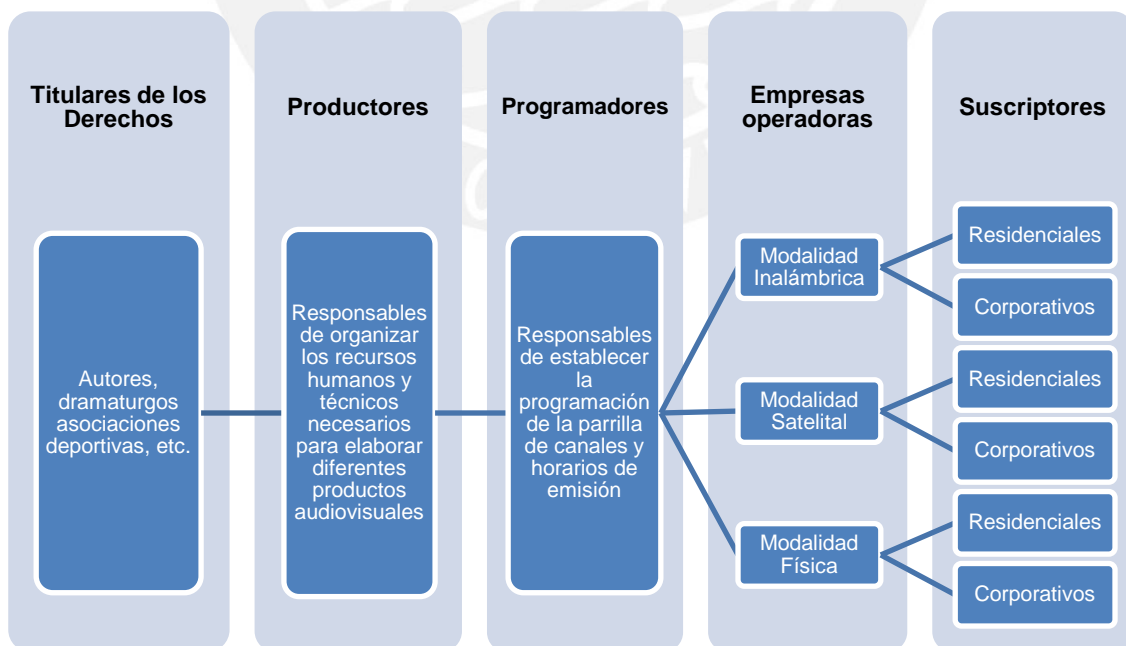 Titulares de los
Derechos
Autores,
dramaturgos
asociaciones
deportivas, etc.
Productores
Responsables
de organizar
los recursos
humanos y
técnicos
necesarios
para elaborar
diferentes
productos
audiovisuales
Programadores
Responsables
de establecer
la
programación
de la parrilla
de canales y
horarios de
emisión
Empresas
operadoras
Modalidad
Inalámbrica
Modalidad
Satelital
Modalidad
Física
Suscriptores
Residenciales
Corporativos
Residenciales
Corporativos
Residenciales
Corporativos